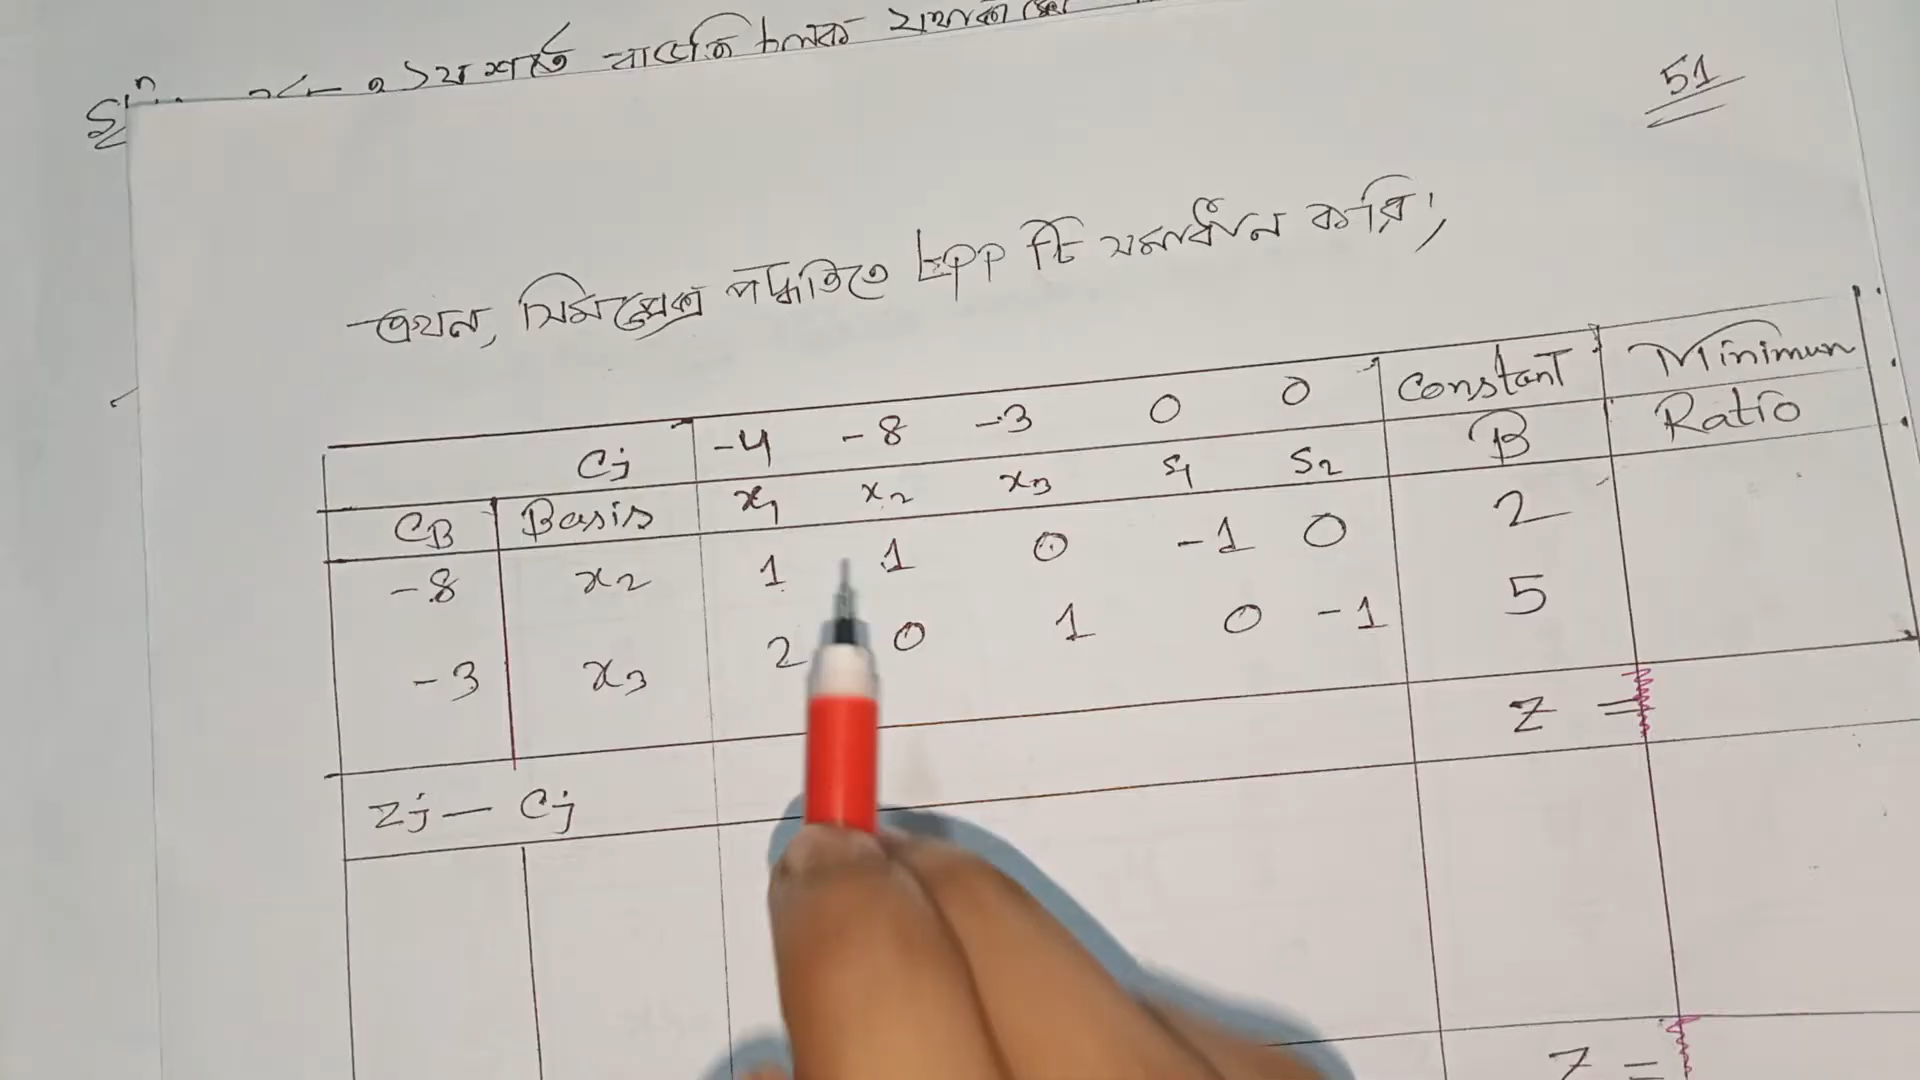 শর্তে বাড়তি চলক
51
এখন, সিমপ্লেক্স পদ্ধতিতে Lpp টি সমাধান করি,
Cj -4 -8 -3 0 0 Constant Minimum
CB Basis x1 x2 x3 S1 S2 B Ratio
-8 x2 1 1 0 -1 0 2
-3 x3 2 0 1 0 -1 5
Z =
Zj - Cj
Z =